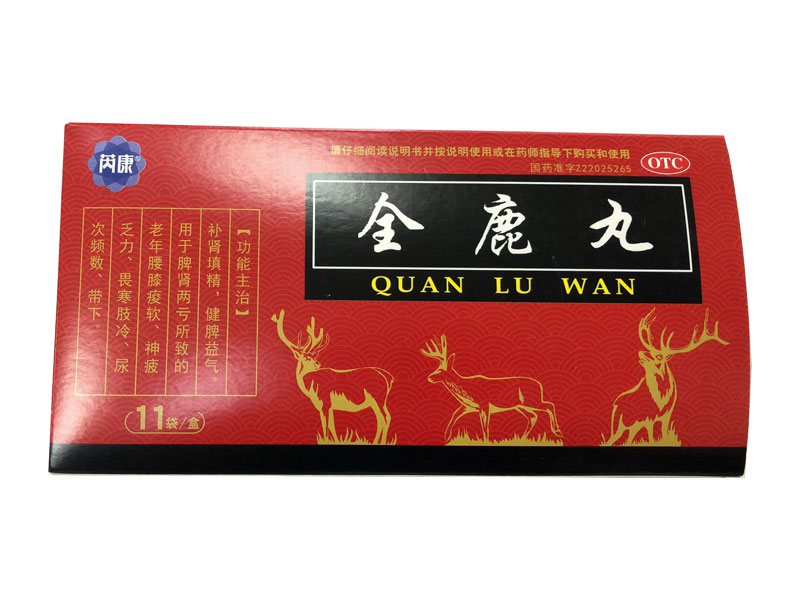 芮康®
请仔细阅读说明书并按说明使用或在药师指导下购买和使用
国药准字Z22025265
OTC
全鹿丸
QUAN LU WAN
【功能主治】
补肾填精，健脾益气。
用于脾肾两亏所致的
老年腰膝痠软、神疲
乏力、畏寒肢冷、尿
次频数、带下。
11袋/盒